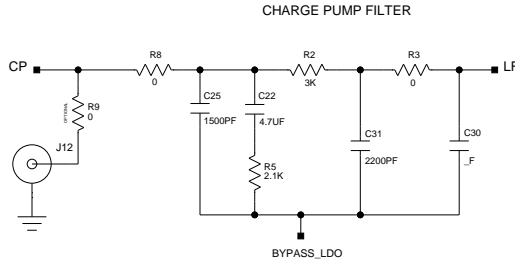 CHARGE PUMP FILTER
CP
R8
0
R2
3K
R3
0
LF
OPTIONAL
R9
0
C25
1500PF
C22
4.7UF
J12
C31
2200PF
C30
_F
R5
2.1K
BYPASS_LDO